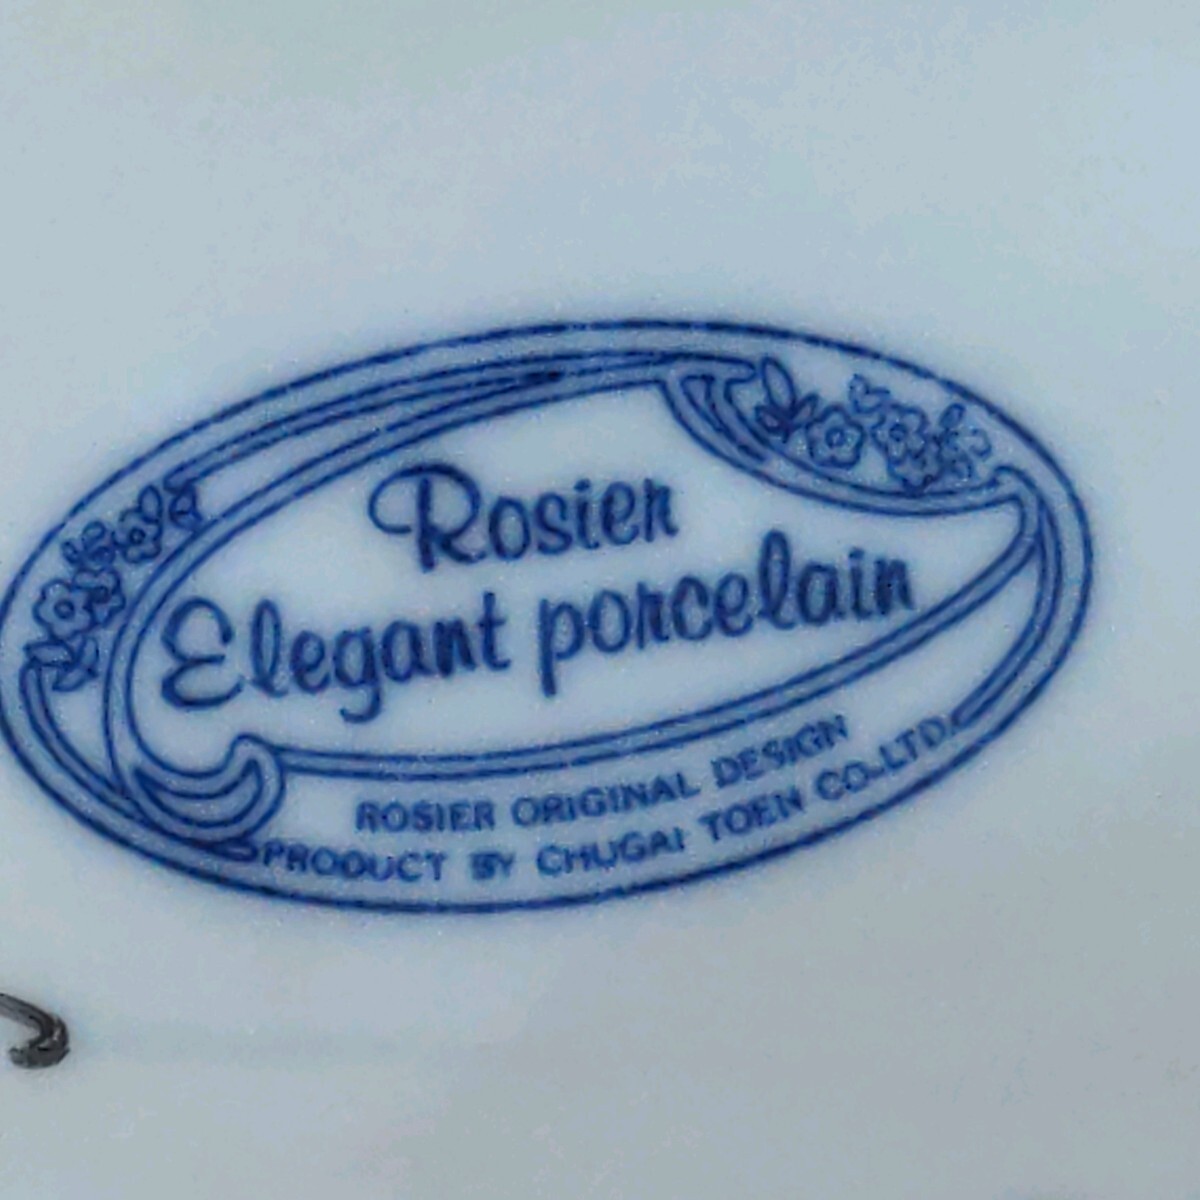 Rosier
Elegant porcelain
ROSIER ORIGINAL DESIGN
PRODUCT BY CHUGAI TOEN CO.LTD.